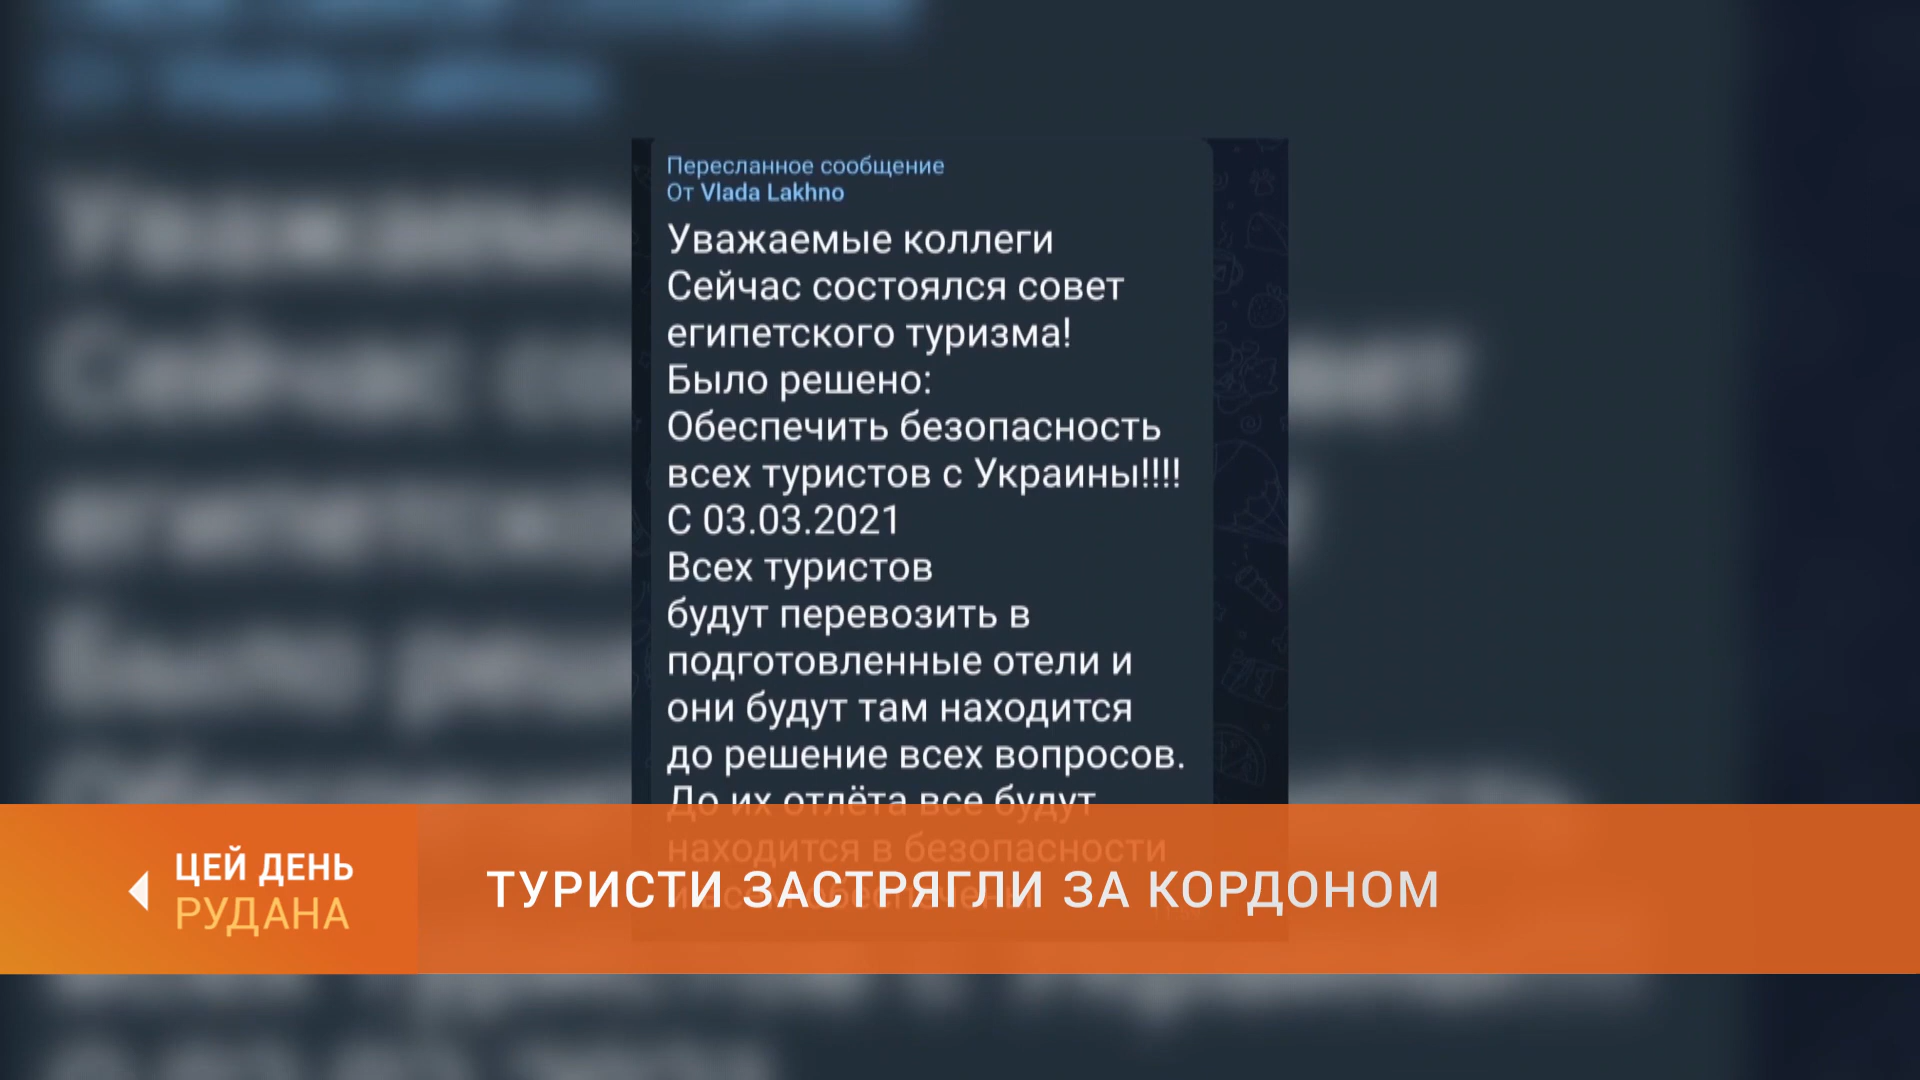 Пересланное сообщение
От Vlada Lakhno
Уважаемые коллеги
Сейчас состоялся совет
египетского туризма!
Было решено:
Обеспечить безопасность
всех туристов с Украины!!!!
С 03.03.2021
Всех туристов
будут перевозить в
подготовленные отели и
они будут там находится
до решение всех вопросов.
До их отлёта все будут
находится в безопасности
ЦЕЙ ДЕНЬ
РУДАНА
ТУРИСТИ ЗАСТРЯГЛИ ЗА КОРДОНОМ